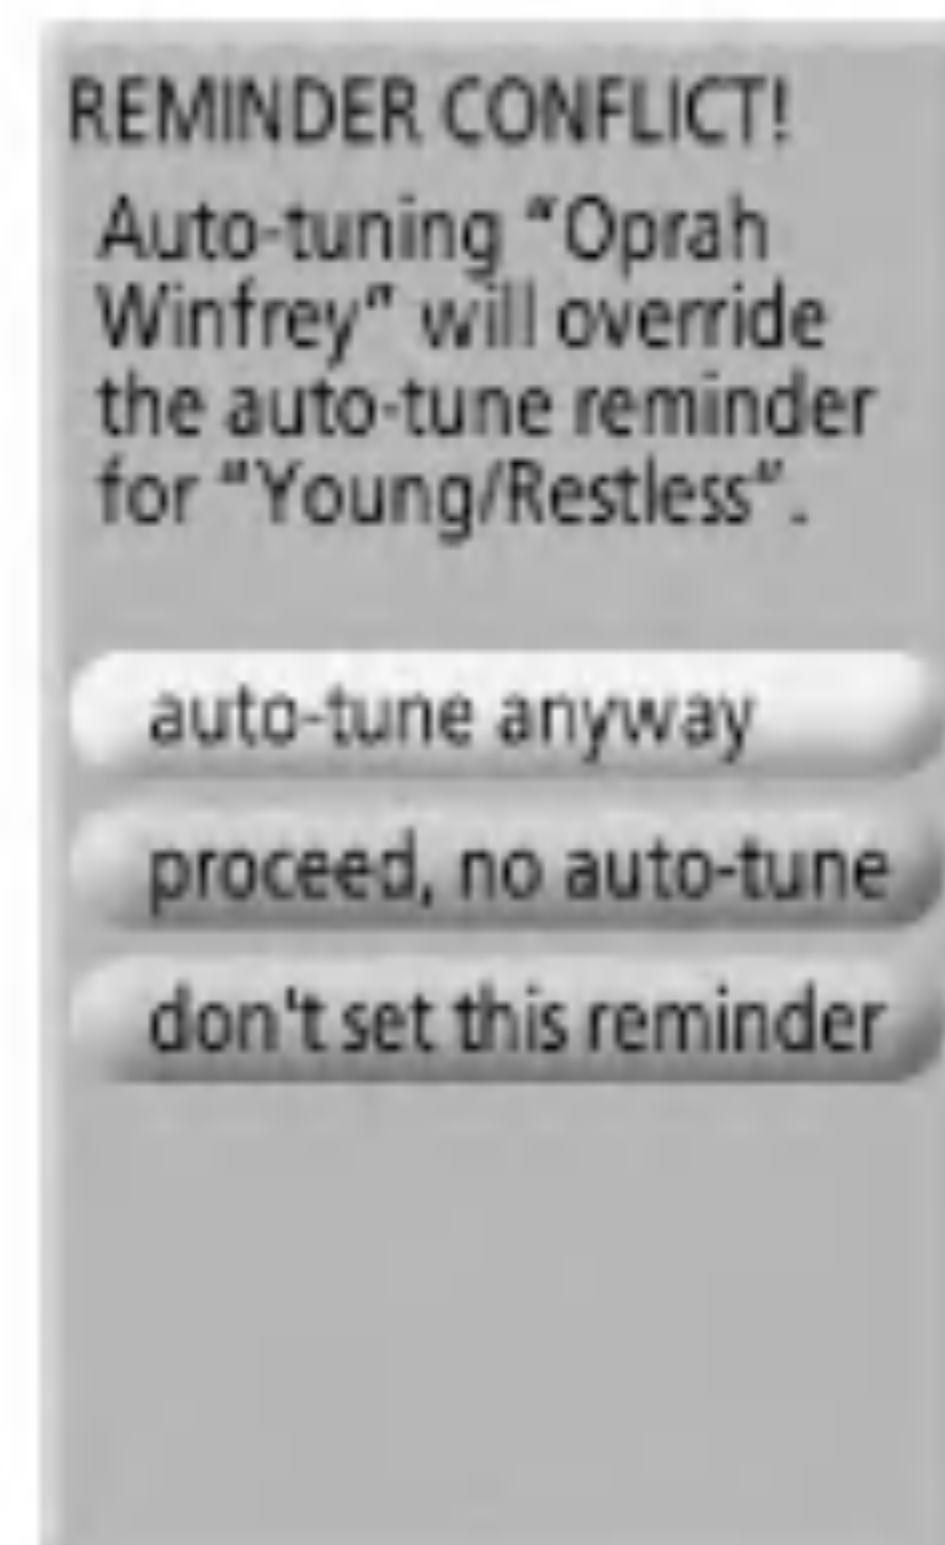 REMINDER CONFLICT!
Auto-tuning “Oprah
Winfrey” will override
the auto-tune reminder
for “Young/Restless”.
auto-tune anyway
proceed, no auto-tune
don't set this reminder